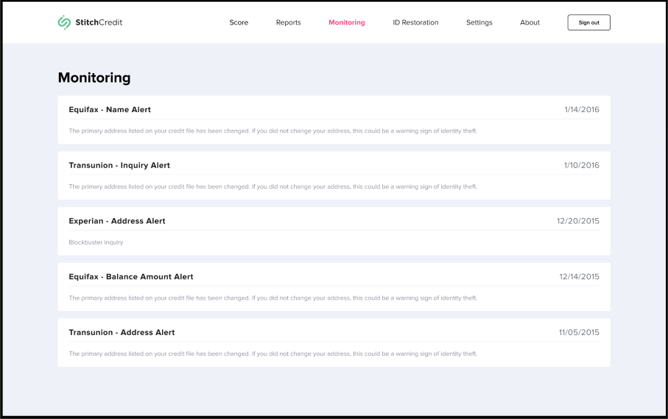 StitchCredit Score Reports Monitoring ID Restoration Settings About Sign out
Monitoring
Equifax - Name Alert 1/14/2016
The primary address listed on your credit file has been changed. If you did not change your address, this could be a warning sign of identity theft.
Transunion - Inquiry Alert 1/10/2016
The primary address listed on your credit file has been changed. If you did not change your address, this could be a warning sign of identity theft.
Experian - Address Alert 12/20/2015
Blockbuster inquiry
Equifax - Balance Amount Alert 12/14/2015
The primary address listed on your credit file has been changed. If you did not change your address, this could be a warning sign of identity theft.
Transunion - Address Alert 11/05/2015
The primary address listed on your credit file has been changed. If you did not change your address, this could be a warning sign of identity theft.